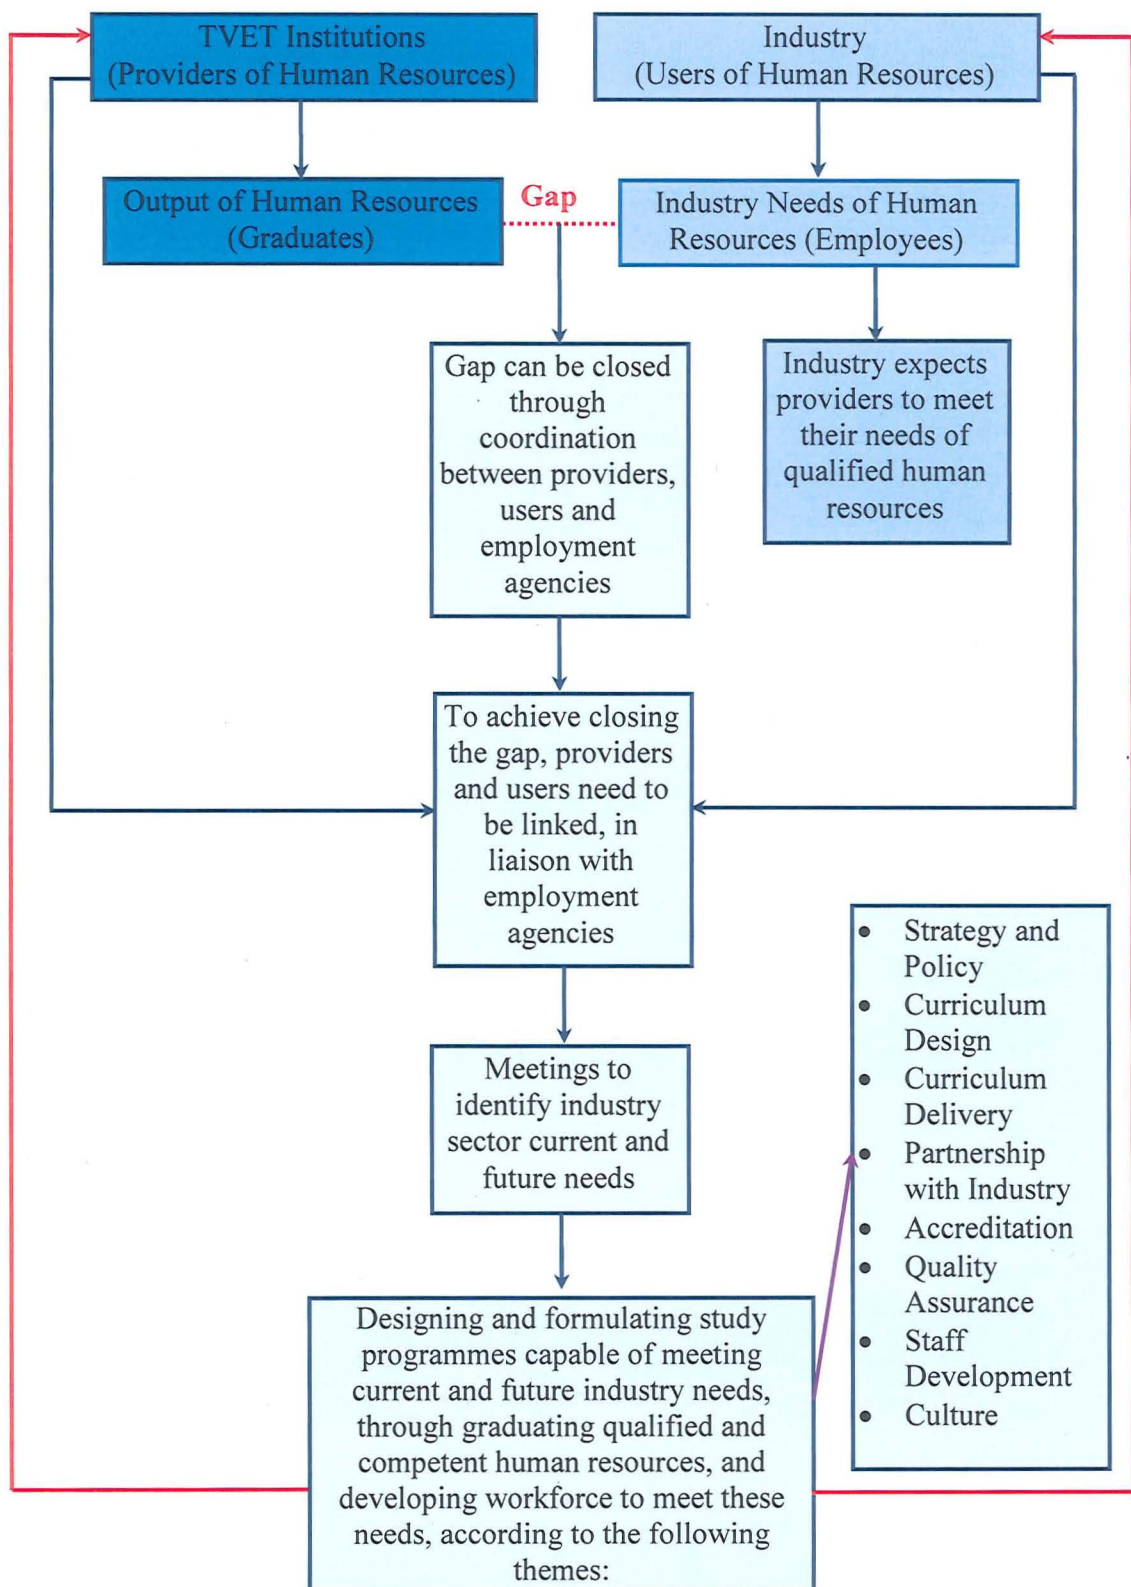 TVET Institutions
(Providers of Human Resources)
Industry
(Users of Human Resources)
Output of Human Resources
(Graduates)
Gap
Industry Needs of Human
Resources (Employees)
Gap can be closed
through
coordination
between providers,
users and
employment
agencies
Industry expects
providers to meet
their needs of
qualified human
resources
To achieve closing
the gap, providers
and users need to
be linked, in
liaison with
employment
agencies
• Strategy and
Policy
• Curriculum
Design
• Curriculum
Delivery
• Partnership
with Industry
• Accreditation
• Quality
Assurance
• Staff
Development
• Culture
Meetings to
identify industry
sector current and
future needs
Designing and formulating study
programmes capable of meeting
current and future industry needs,
through graduating qualified and
competent human resources, and
developing workforce to meet these
needs, according to the following
themes: